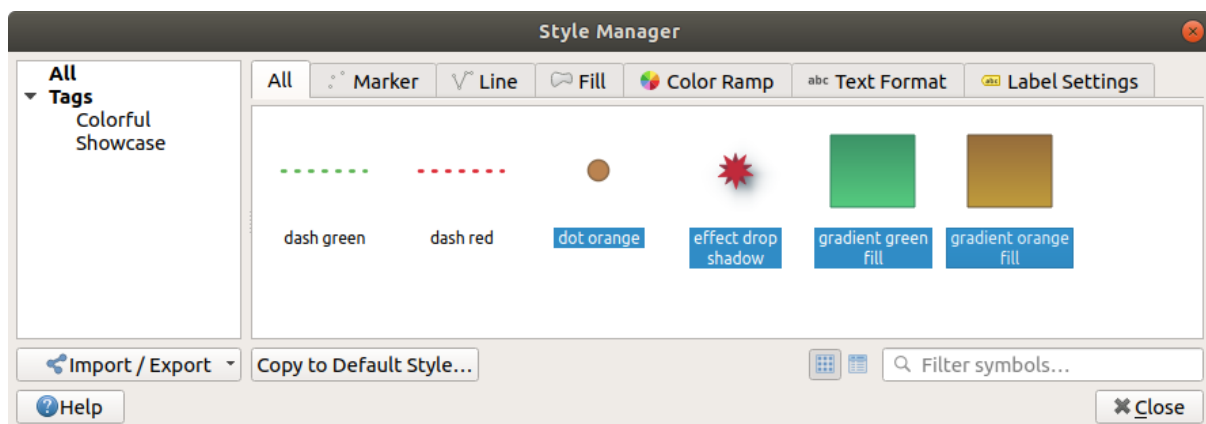 Style Manager
All
Tags
Colorful
Showcase
All
Marker
Line
Fill
Color Ramp
abc Text Format
abc Label Settings
dash green
dash red
dot orange
effect drop
shadow
gradient green
fill
gradient orange
fill
Import / Export
Copy to Default Style...
Filter symbols...
?Help
Close